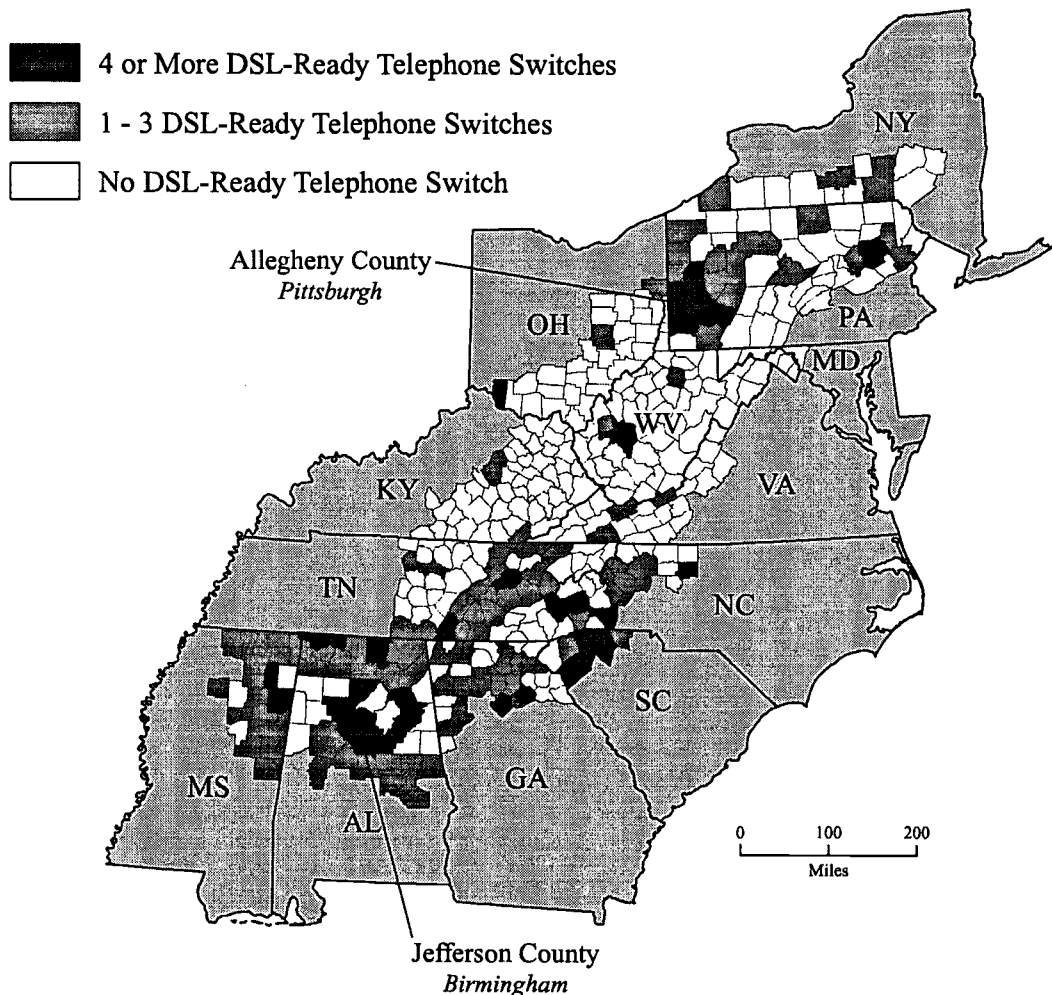 4 or More DSL-Ready Telephone Switches
1 - 3 DSL-Ready Telephone Switches
No DSL-Ready Telephone Switch
NY
Allegheny County
Pittsburgh
OH
PA
MD
WV
KY
VA
TN
NC
SC
MS
AL
GA
0 100 200
Miles
Jefferson County
Birmingham